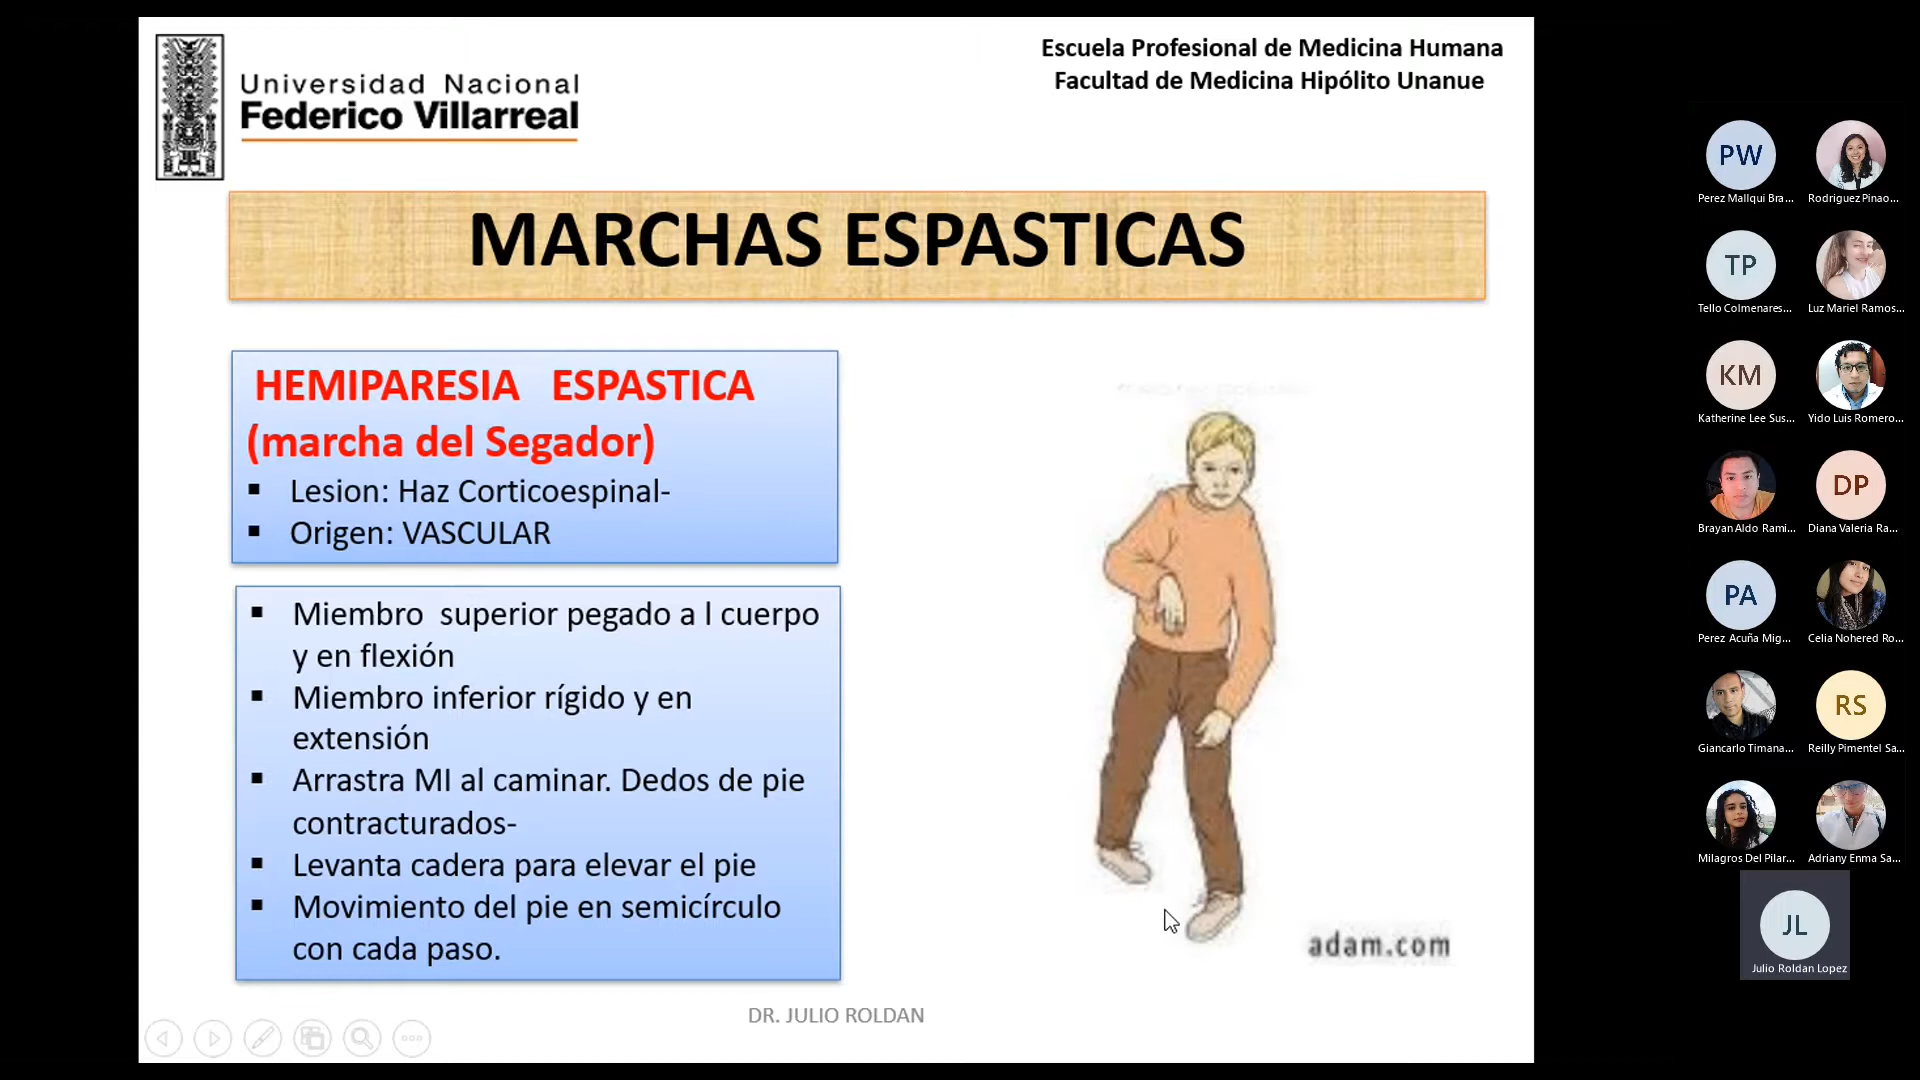 Universidad Nacional
Federico Villarreal
Escuela Profesional de Medicina Humana
Facultad de Medicina Hipólito Unanue
MARCHAS ESPASTICAS
HEMIPARESIA ESPASTICA
(marcha del Segador)
Lesion: Haz Corticoespinal-
Origen: VASCULAR
Miembro superior pegado a l cuerpo
y en flexión
Miembro inferior rígido y en
extensión
Arrastra MI al caminar. Dedos de pie
contracturados-
Levanta cadera para elevar el pie
Movimiento del pie en semicírculo
con cada paso.
adam.com
DR. JULIO ROLDAN
PW
Perez Mallqui Bra...
Rodriguez Pinao...
TP
Tello Colmenares...
Luz Mariel Ramos...
KM
Katherine Lee Sus...
Yido Luis Romero...
Brayan Aldo Rami...
DP
Diana Valeria Ra...
PA
Perez Acuña Mig...
Celia Nohered Ro...
Giancarlo Timana...
RS
Reilly Pimentel Sa...
Milagros Del Pilar...
Adriany Enma Sa...
JL
Julio Roldan Lopez